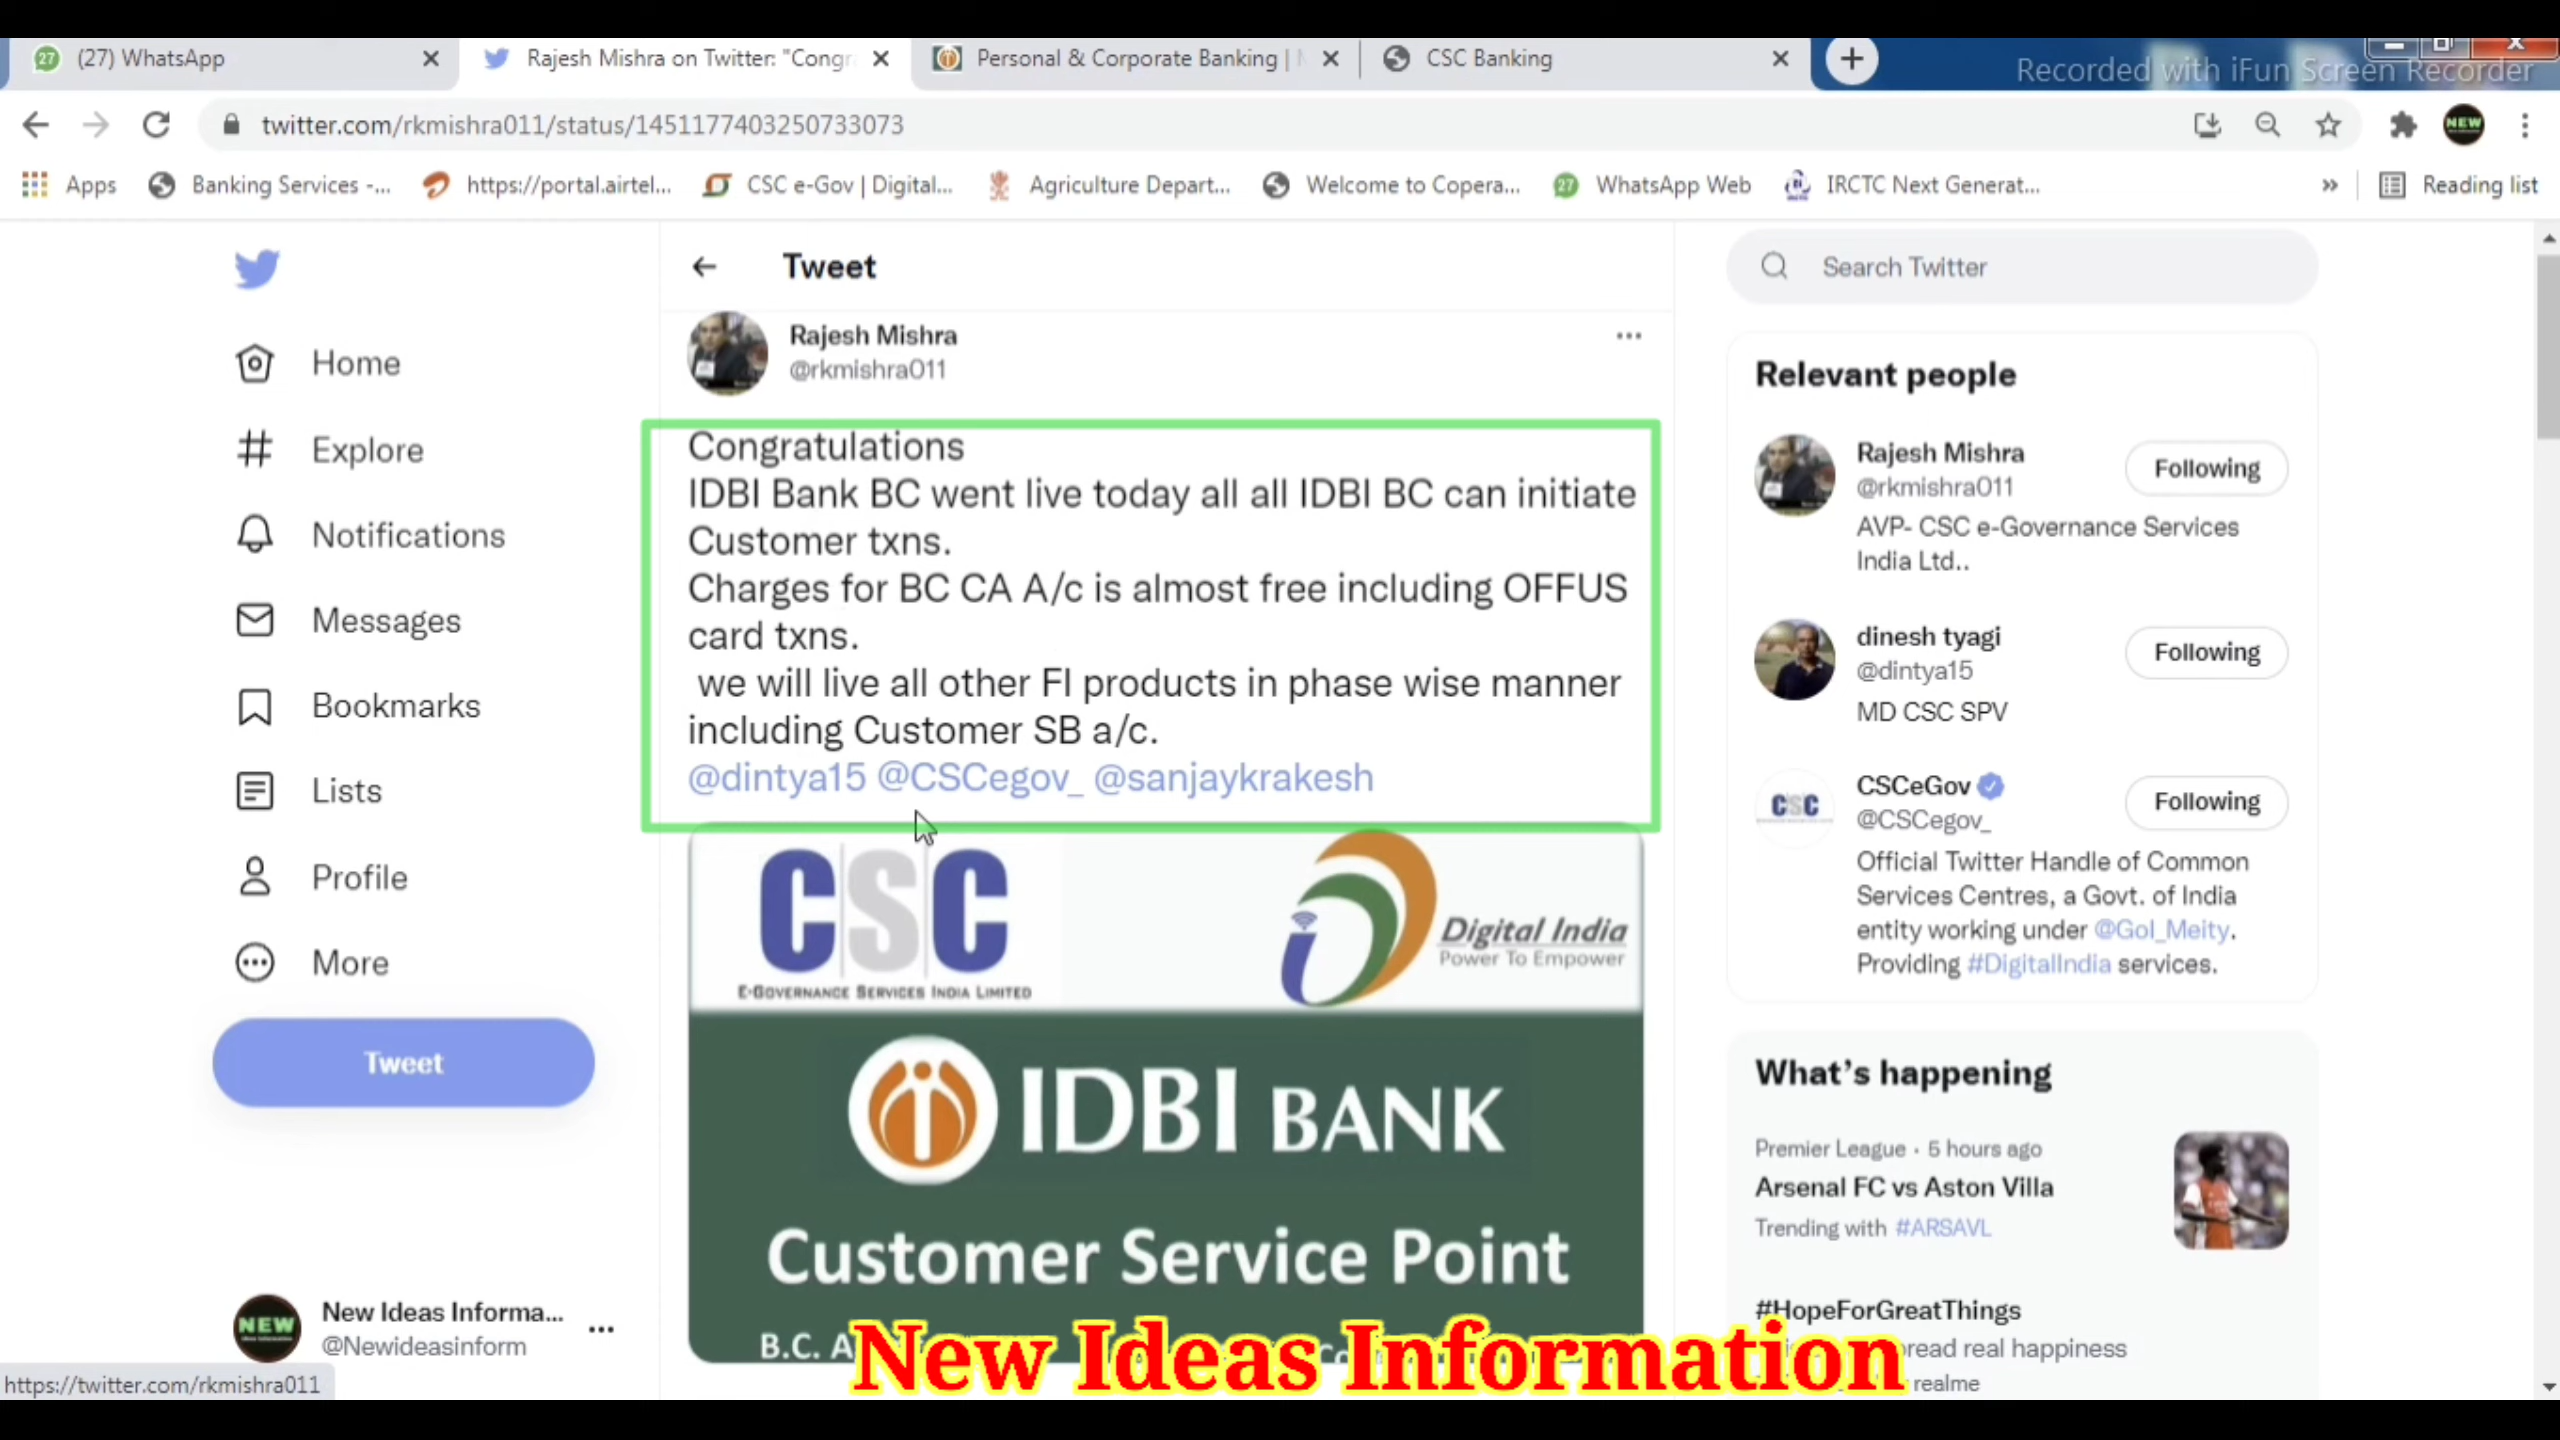 27 (27) WhatsApp
Rajesh Mishra on Twitter: "Congr
Personal & Corporate Banking |
CSC Banking
Recorded with iFun Screen Recorder
twitter.com/rkmishra011/status/1451177403250733073
NEW
Apps
Banking Services -...
https://portal.airtel...
CSC e-Gov | Digital...
Agriculture Depart...
Welcome to Copera...
27 WhatsApp Web
IRCTC Next Generat...
Reading list
Home
Explore
Notifications
Messages
Bookmarks
Lists
Profile
More
Tweet
NEW
New Ideas Informa...
@Newideasinform
https://twitter.com/rkmishra011
Tweet
Rajesh Mishra
@rkmishra011
Congratulations
IDBI Bank BC went live today all all IDBI BC can initiate
Customer txns.
Charges for BC CA A/c is almost free including OFFUS
card txns.
we will live all other FI products in phase wise manner
including Customer SB a/c.
@dintya15 @CSCegov_ @sanjaykrakesh
CSC
E-GOVERNANCE SERVICES INDIA LIMITED
Digital India
Power To Empower
IDBI BANK
Customer Service Point
B.C.
New Ideas Information
Search Twitter
Relevant people
Rajesh Mishra
@rkmishra011
Following
AVP- CSC e-Governance Services
India Ltd..
dinesh tyagi
@dintya15
Following
MD CSC SPV
CSC
CSCeGov
@CSCegov_
Following
Official Twitter Handle of Common
Services Centres, a Govt. of India
entity working under @GoI_Meity.
Providing #DigitalIndia services.
What's happening
Premier League · 5 hours ago
Arsenal FC vs Aston Villa
Trending with #ARSAVL
#HopeForGreatThings
real happiness
realme